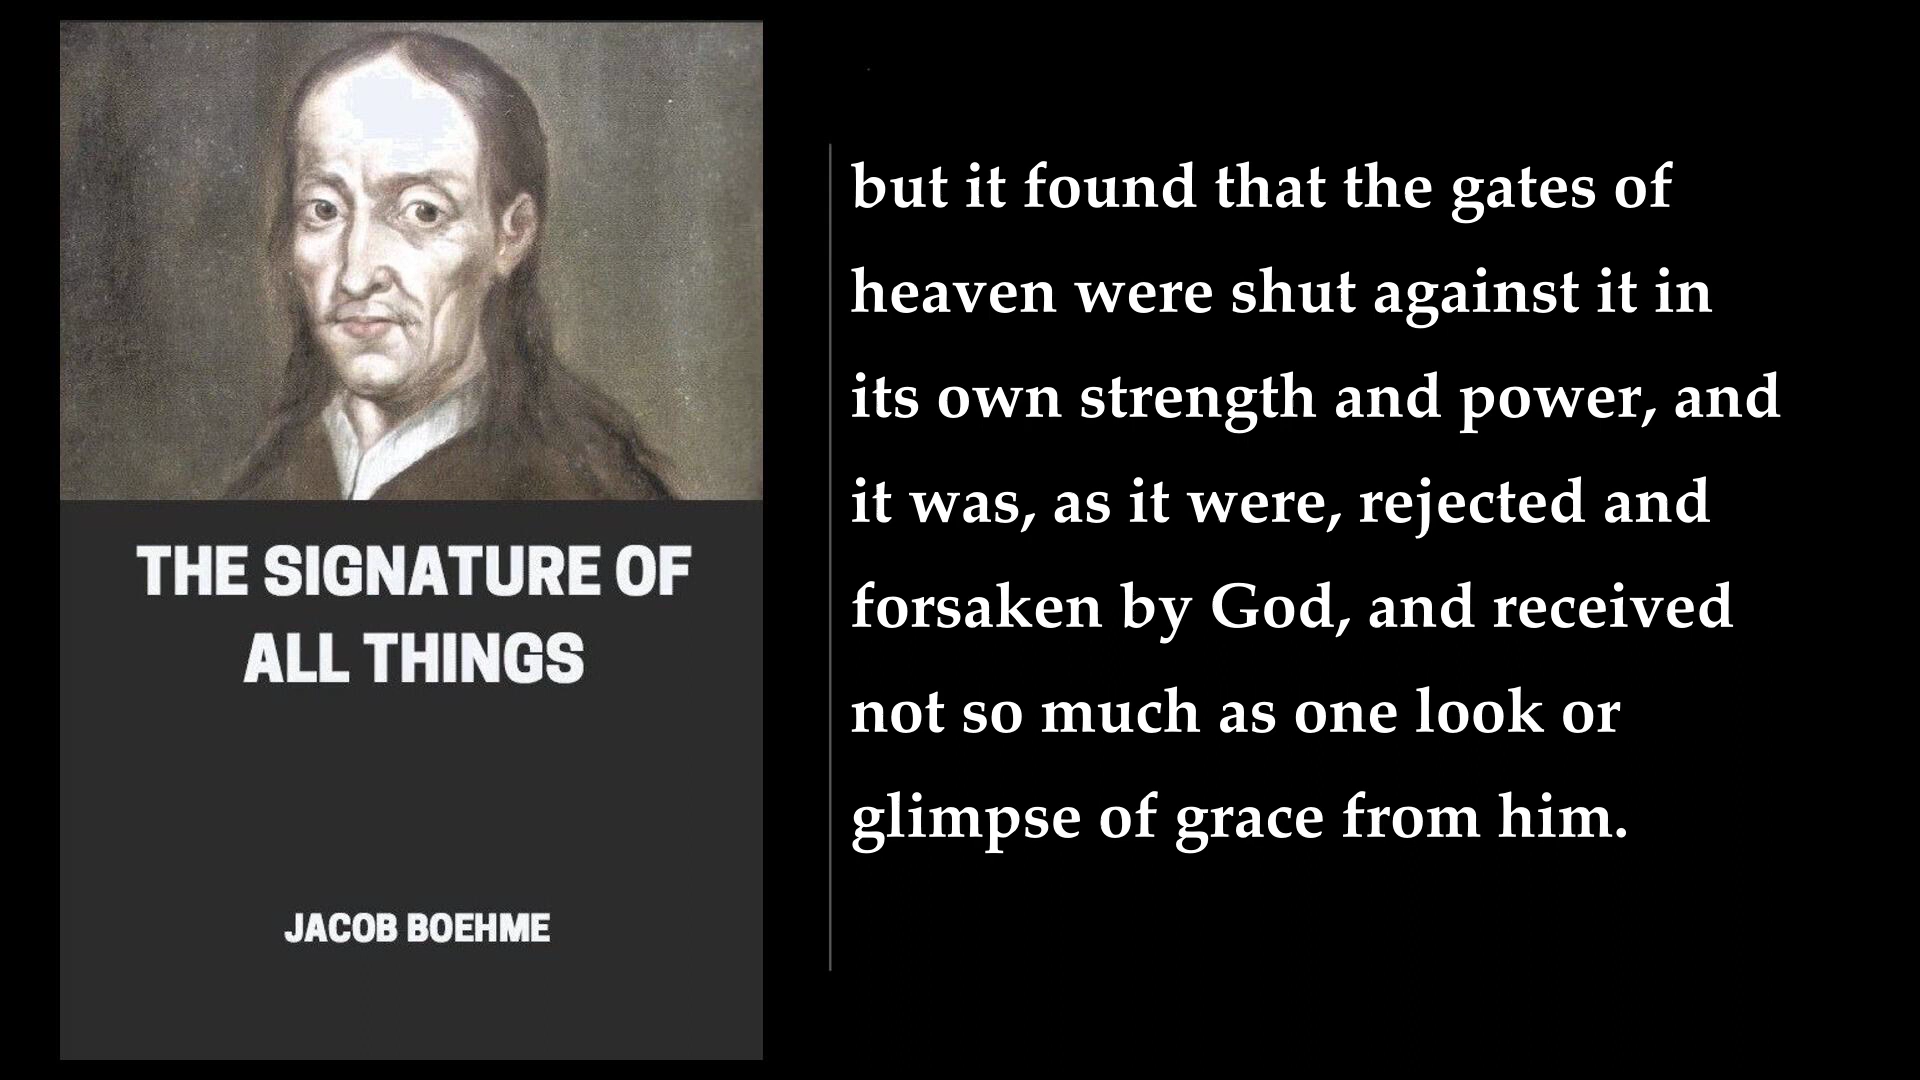 THE SIGNATURE OF
ALL THINGS
JACOB BOEHME
but it found that the gates of
heaven were shut against it in
its own strength and power, and
it was, as it were, rejected and
forsaken by God, and received
not so much as one look or
glimpse of grace from him.